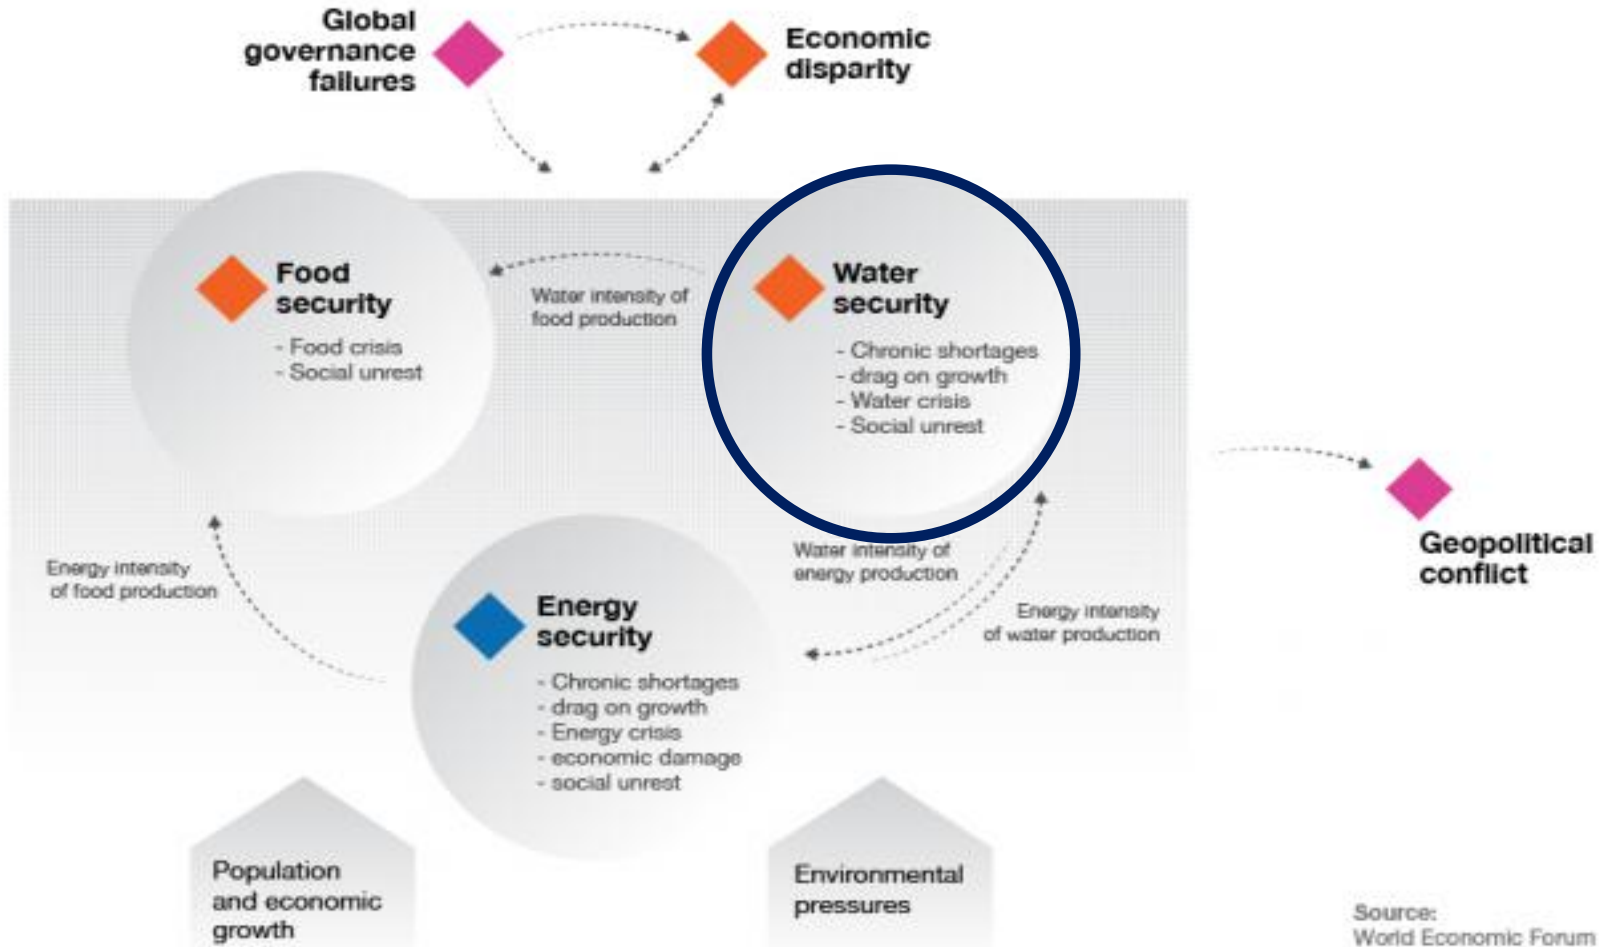 Global
governance
failures
Economic
disparity
Food
security
- Food crisis
- Social unrest
Water intensity of
food production
Water
security
- Chronic shortages
- drag on growth
- Water crisis
- Social unrest
Geopolitical
conflict
Energy intensity
of food production
Water intensity of
energy production
Energy intensity
of water production
Energy
security
- Chronic shortages
- drag on growth
- Energy crisis
- economic damage
- social unrest
Population
and economic
growth
Environmental
pressures
Source:
World Economic Forum